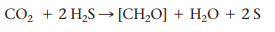 CO₂ + 2 H₂S → [CH₂O] + H₂O + 2 S